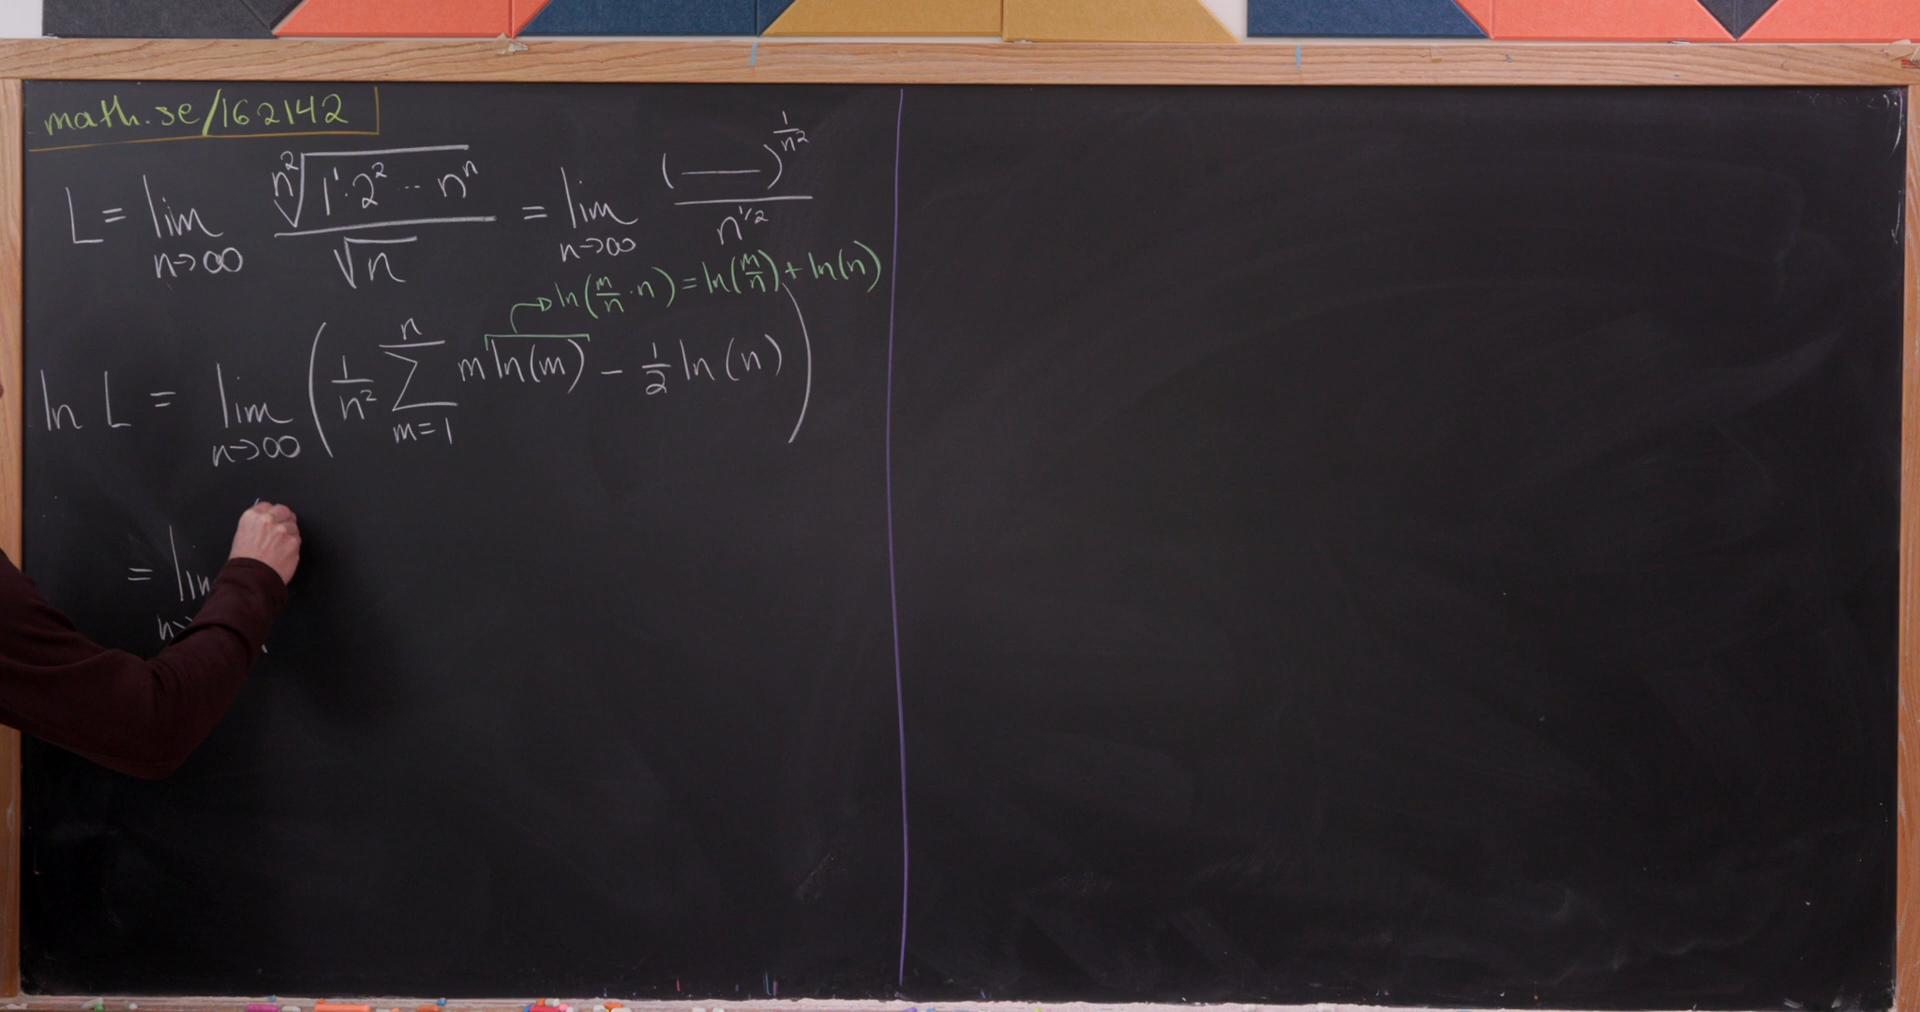 math.se/162142
L = lim n→∞ ⁿ²√(1¹·2²···nⁿ) / √n = lim n→∞ (——)^(1/n²) / n^(1/2)
→ ln(m/n · n) = ln(m/n) + ln(n)
ln L = lim n→∞ ( 1/n² ∑ m=1 n m ln(m) − 1/2 ln(n) )
= lim n→